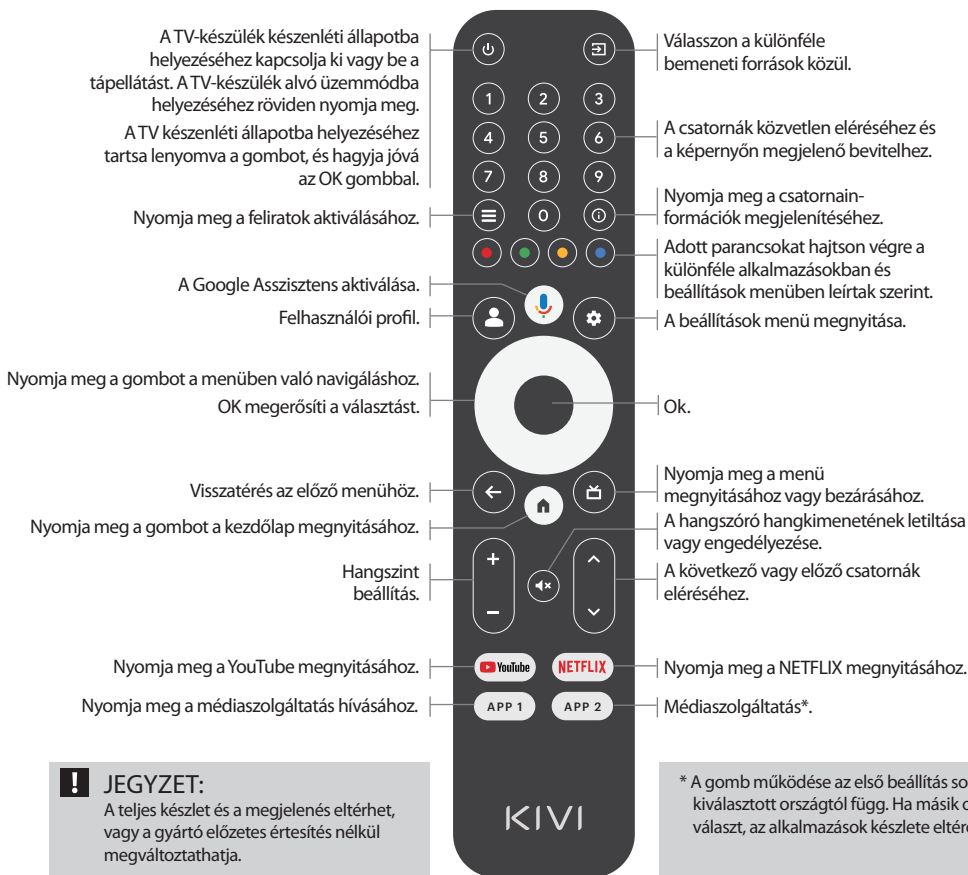 A TV-készülék készenléti állapotba
helyezéséhez kapcsolja ki vagy be a
tápellátást. A TV-készülék alvó üzemmódba
helyezéséhez röviden nyomja meg.
A TV készenléti állapotba helyezéséhez
tartsa lenyomva a gombot, és hagyja jóvá
az OK gombbal.
Nyomja meg a feliratok aktiválásához.
A Google Asszisztens aktiválása.
Felhasználói profil.
Nyomja meg a gombot a menüben való navigáláshoz.
OK megerősíti a választást.
Visszatérés az előző menühöz.
Nyomja meg a gombot a kezdőlap megnyitásához.
Hangszint
beállítás.
Nyomja meg a YouTube megnyitásához.
Nyomja meg a médiaszolgáltatás hívásához.
1 2 3
4 5 6
7 8 9
0
YouTube NETFLIX
APP 1 APP 2
KIVI
Válasszon a különféle
bemeneti források közül.
A csatornák közvetlen eléréséhez és
a képernyőn megjelenő bevitelhez.
Nyomja meg a csatornain-
formációk megjelenítéséhez.
Adott parancsokat hajtson végre a
különféle alkalmazásokban és
beállítások menüben leírtak szerint.
A beállítások menü megnyitása.
Ok.
Nyomja meg a menü
megnyitásához vagy bezárásához.
A hangszóró hangkimenetének letiltása
vagy engedélyezése.
A következő vagy előző csatornák
eléréséhez.
Nyomja meg a NETFLIX megnyitásához.
Médiaszolgáltatás*.
! JEGYZET:
A teljes készlet és a megjelenés eltérhet,
vagy a gyártó előzetes értesítés nélkül
megváltoztathatja.
* A gomb működése az első beállítás so
kiválasztott országtól függ. Ha másik
választ, az alkalmazások készlete